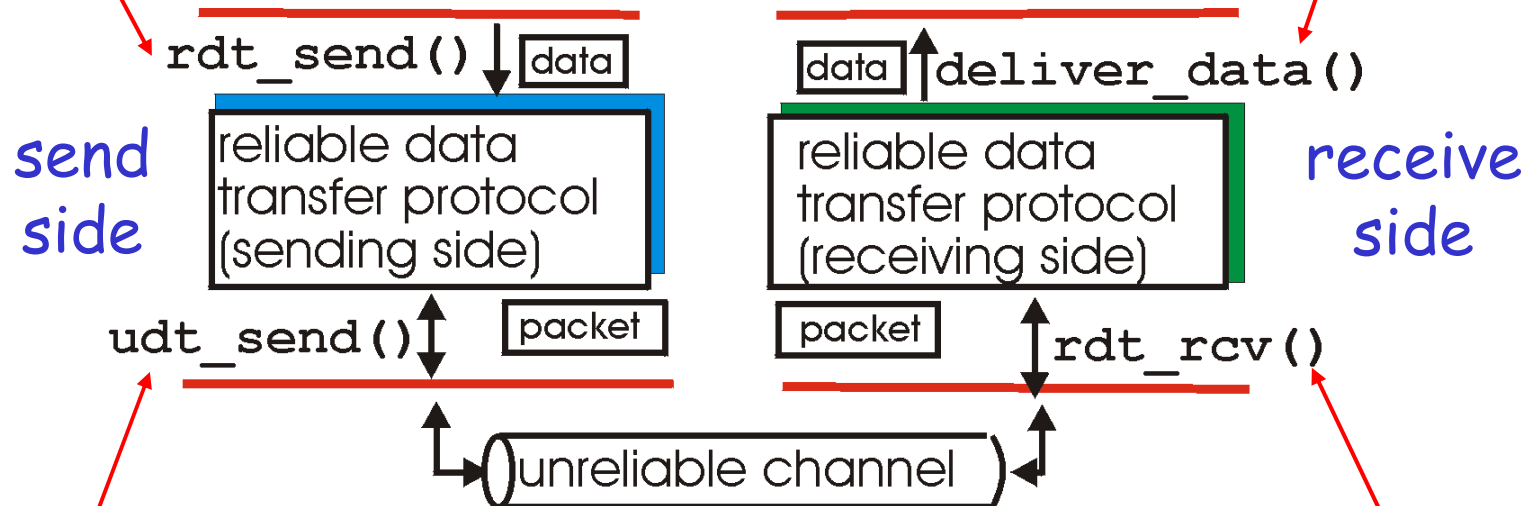 rdt_send()
data
data
deliver_data()
send
side
reliable data
transfer protocol
(sending side)
reliable data
transfer protocol
(receiving side)
receive
side
udt_send()
packet
packet
rdt_rcv()
unreliable channel